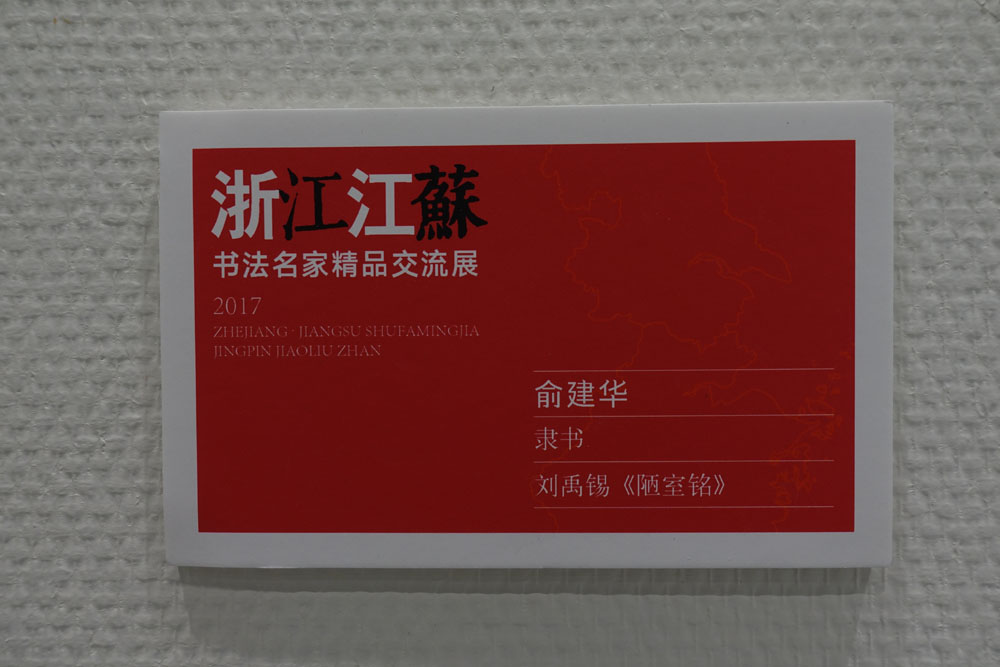 浙江江蘇
书法名家精品交流展
2017
ZHEJIANG · JIANGSU SHUFAMINGJIA
JINGPIN JIAOLIU ZHAN
俞建华
隶书
刘禹锡《陋室铭》